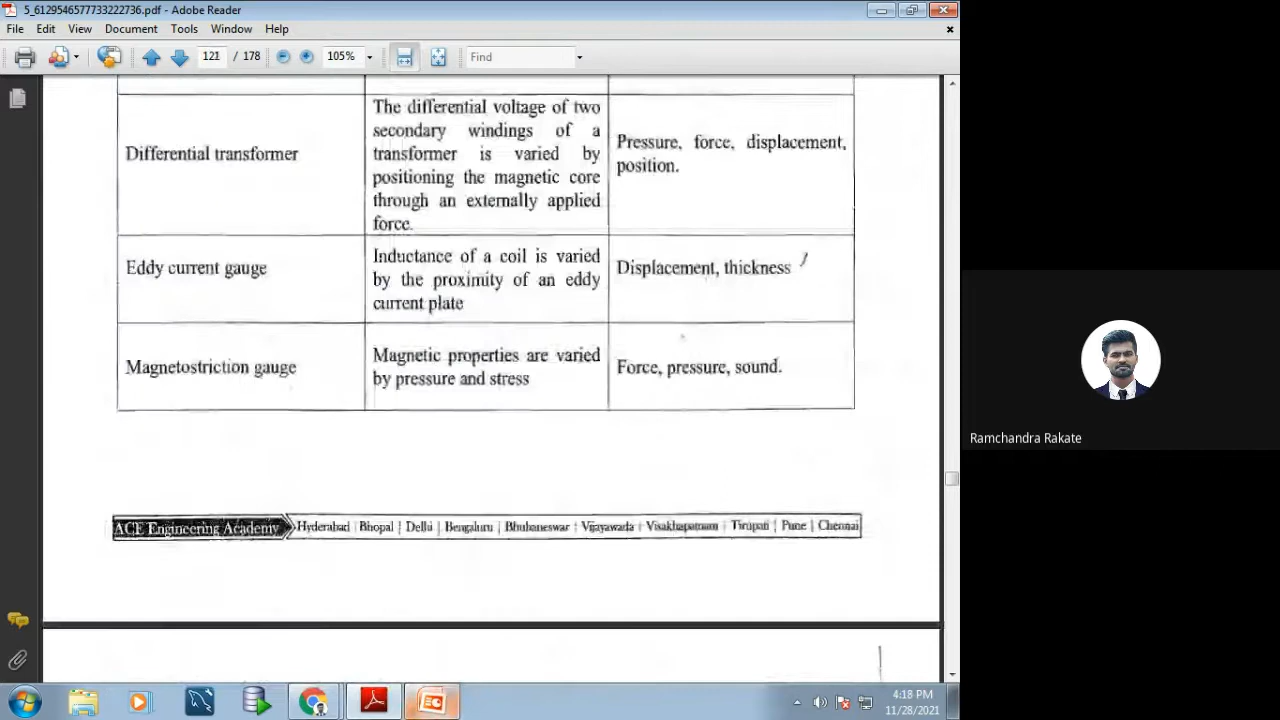 5_6129546577733222736.pdf - Adobe Reader
File Edit View Document Tools Window Help
121 / 178 105% Find
Differential transformer
The differential voltage of two
secondary windings of a
transformer is varied by
positioning the magnetic core
through an externally applied
force.
Pressure, force, displacement,
position.
Eddy current gauge
Inductance of a coil is varied
by the proximity of an eddy
current plate
Displacement, thickness
Magnetostriction gauge
Magnetic properties are varied
by pressure and stress
Force, pressure, sound.
ACE Engineering Academy Hyderabad | Bhopal | Delhi | Bengaluru | Bhubaneswar | Vijayawada | Visakhapatnam | Tirupati | Pune | Chennai
Ramchandra Rakate
4:18 PM
11/28/2021